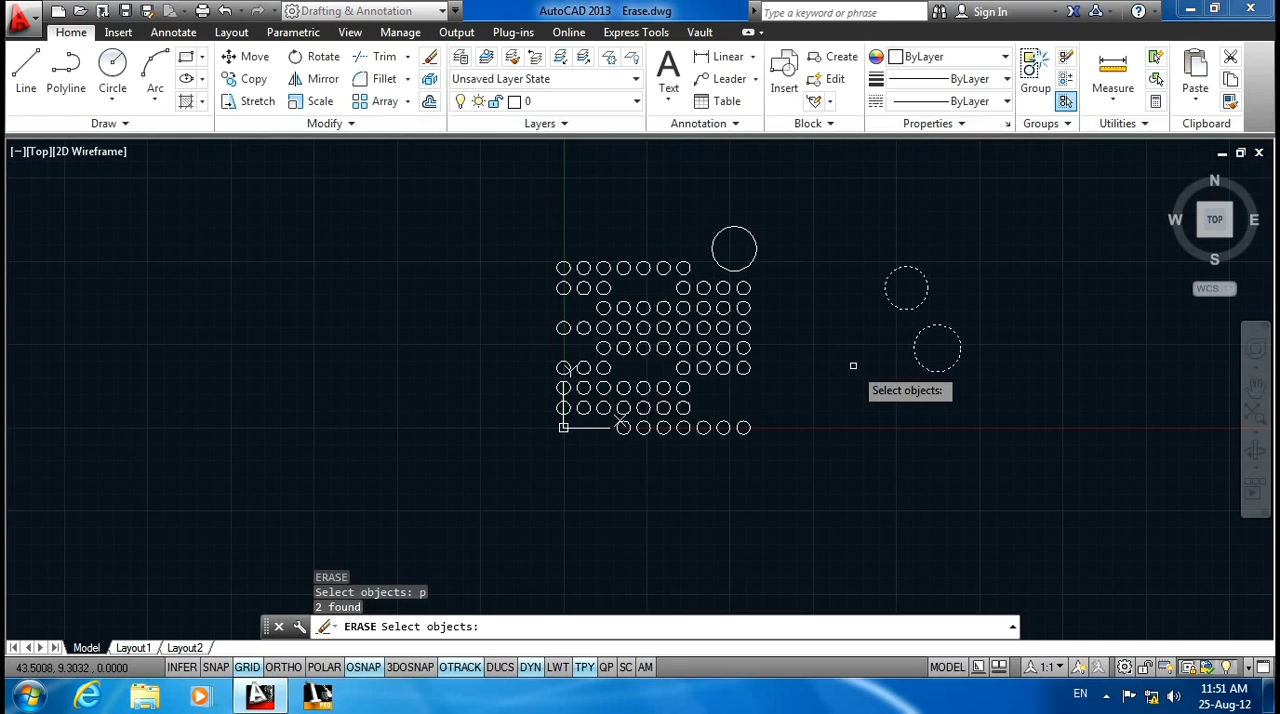 Drafting & Annotation
AutoCAD 2013 Erase.dwg
Type a keyword or phrase
Sign In
Home Insert Annotate Layout Parametric View Manage Output Plug-ins Online Express Tools Vault
Line Polyline Circle Arc
Draw
Move Rotate Trim
Copy Mirror Fillet
Stretch Scale Array
Modify
Unsaved Layer State
0
Layers
Text
Linear
Leader
Table
Annotation
Insert
Create
Edit
Block
ByLayer
ByLayer
ByLayer
Properties
Group
Groups
Measure
Utilities
Paste
Clipboard
[−][Top][2D Wireframe]
N
W TOP E
S
WCS
Y
X
Select objects:
ERASE
Select objects: p
2 found
ERASE Select objects:
Model Layout1 Layout2
43.5008, 9.3032, 0.0000 INFER SNAP GRID ORTHO POLAR OSNAP 3DOSNAP OTRACK DUCS DYN LWT TPY QP SC AM MODEL 1:1
EN 11:51 AM
25-Aug-12